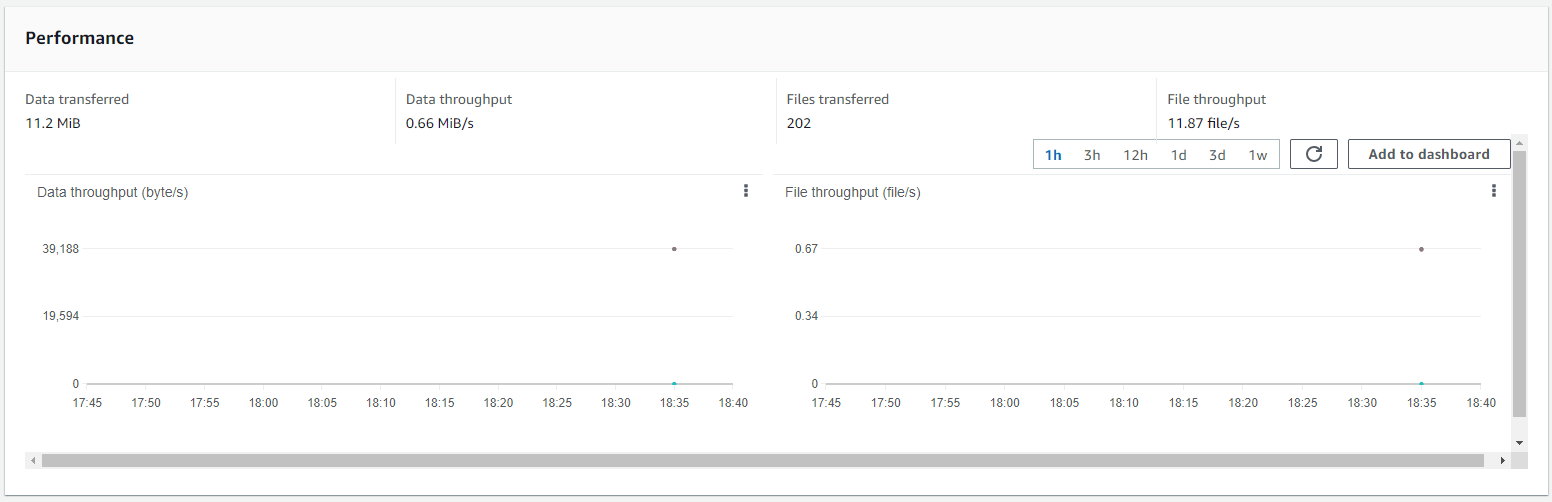 Performance
Data transferred
11.2 MiB
Data throughput
0.66 MiB/s
Files transferred
202
File throughput
11.87 file/s
1h 3h 12h 1d 3d 1w
Add to dashboard
Data throughput (byte/s)
39,188
19,594
0
17:45 17:50 17:55 18:00 18:05 18:10 18:15 18:20 18:25 18:30 18:35 18:40
File throughput (file/s)
0.67
0.34
0
17:45 17:50 17:55 18:00 18:05 18:10 18:15 18:20 18:25 18:30 18:35 18:40